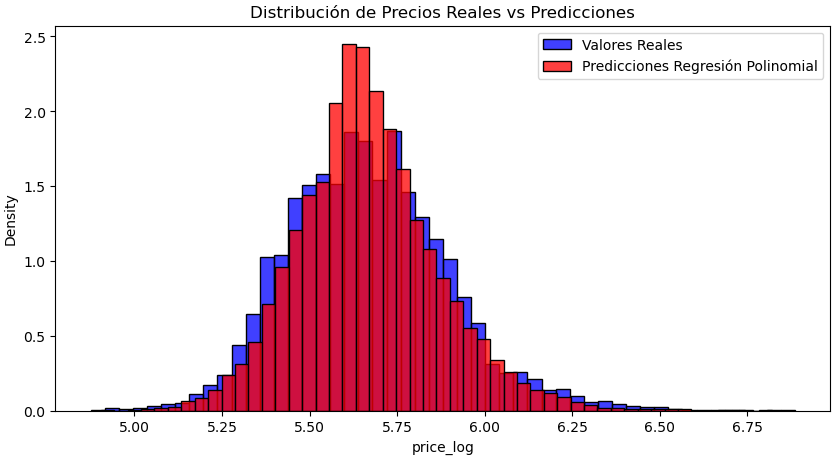 Distribución de Precios Reales vs Predicciones
Valores Reales
Predicciones Regresión Polinomial
2.5
2.0
1.5
1.0
0.5
0.0
Density
5.00 5.25 5.50 5.75 6.00 6.25 6.50 6.75
price_log